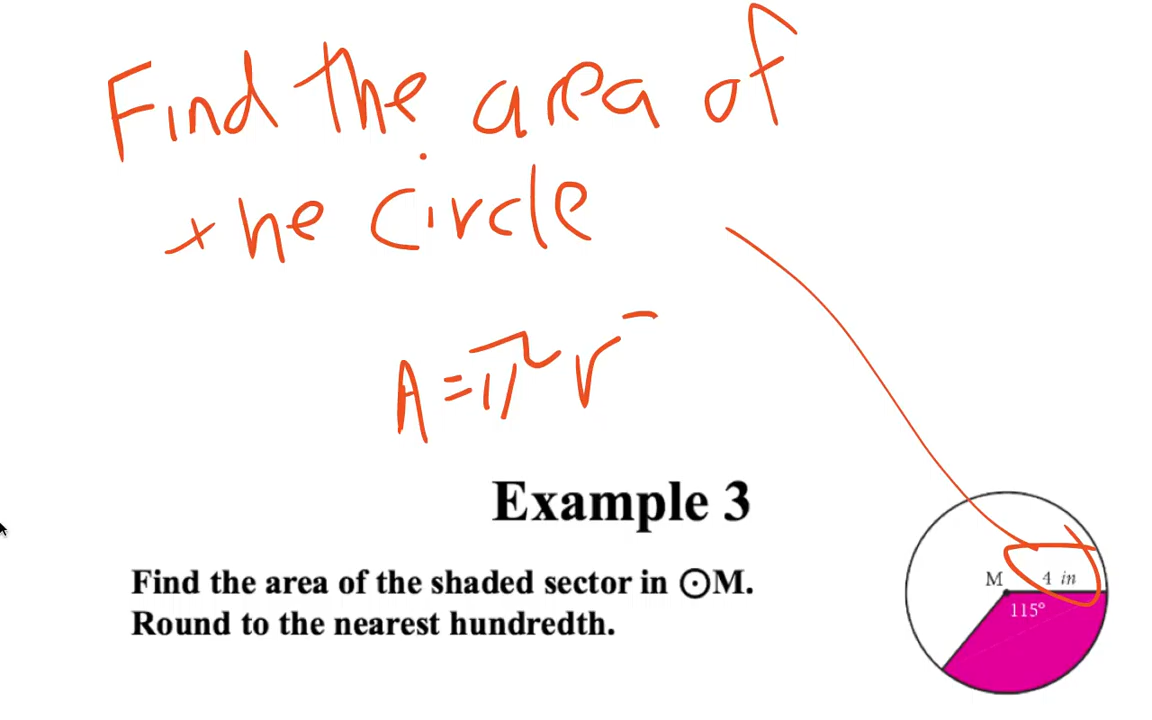 Find the area of
the circle
A = π² r⁻
Example 3
Find the area of the shaded sector in ⊙M.
Round to the nearest hundredth.
M 4 in
115°